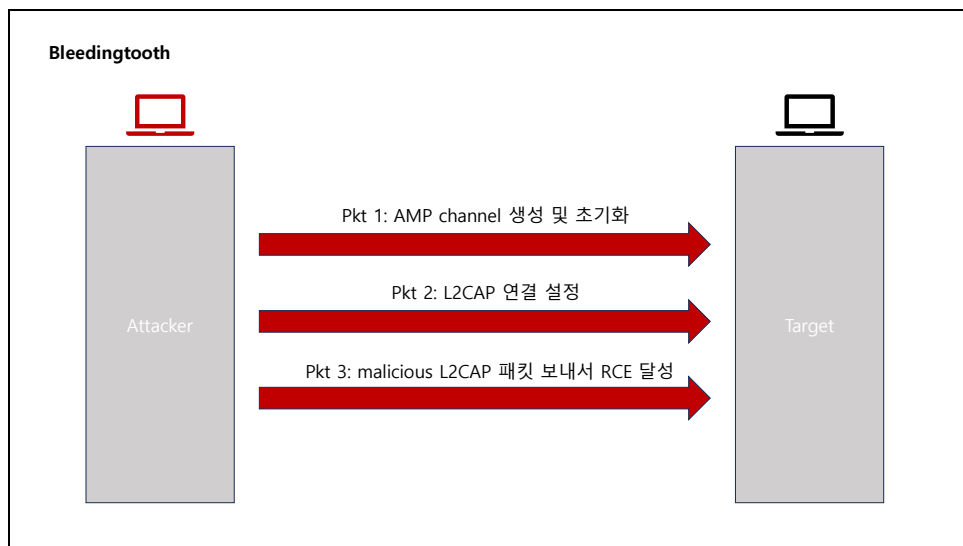 Bleedingtooth
Pkt 1: AMP channel 생성 및 초기화
Pkt 2: L2CAP 연결 설정
Attacker
Target
Pkt 3: malicious L2CAP 패킷 보내서 RCE 달성